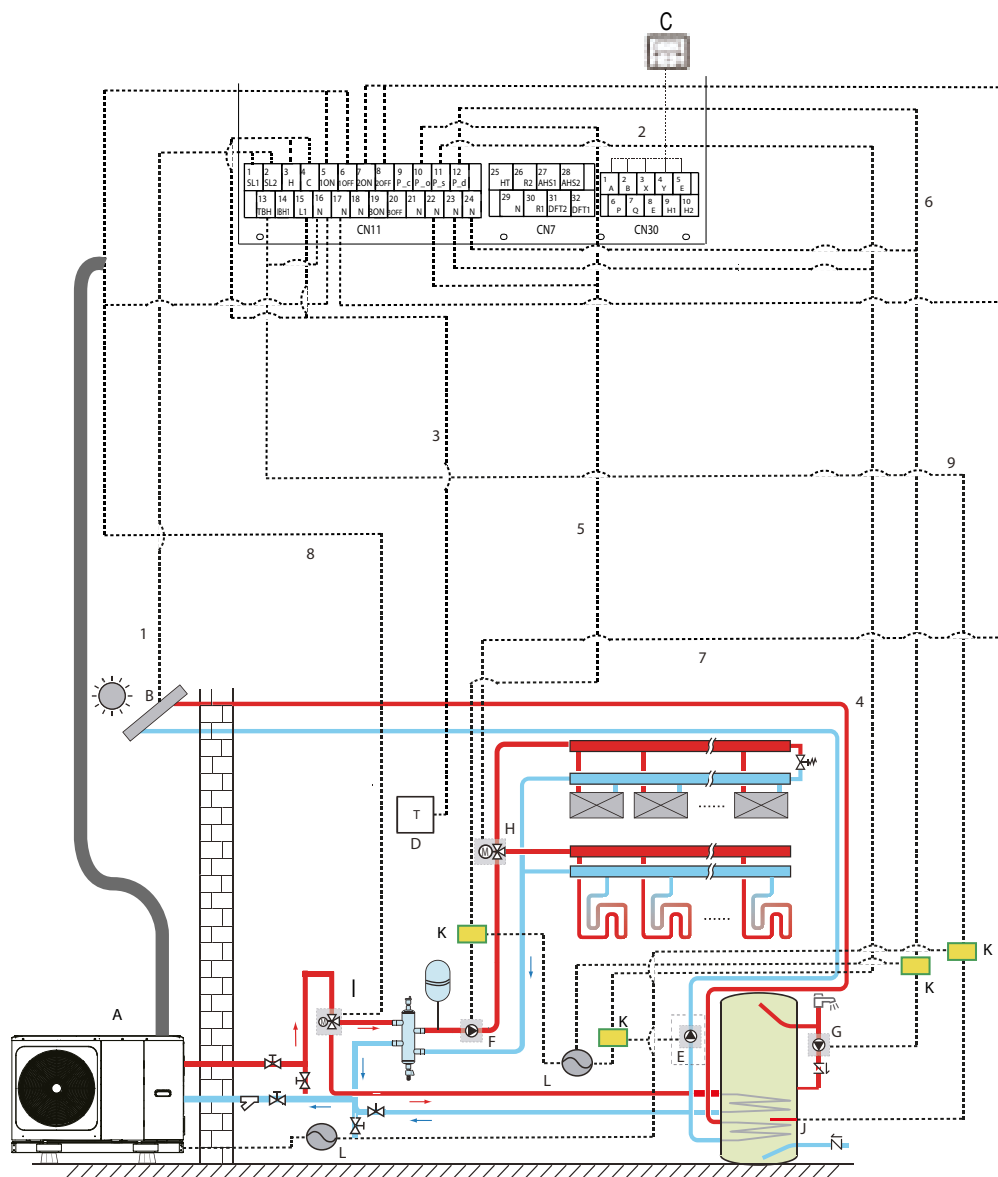 C
2
1 2 3 4 5 6 7 8 9 10 11 12
SL1 SL2 H C 1ON 1OFF 2ON 2OFF P_c P_o P_s P_d
13 14 15 16 17 18 19 20 21 22 23 24
TBH IBH1 L1 N N N 3ON 3OFF N N N
CN11
25 26 27 28
HT R2 AHS1 AHS2
29 30 31 32
N R1 DFT2 DFT1
CN7
1 2 3 4 5
A B X Y E
6 7 8 9 10
P Q E H1 H2
CN30
6
3
9
5
8
1
7
B
4
T
D
H
M
K
K
K
A
I
M
F
K
E
G
L
J
L